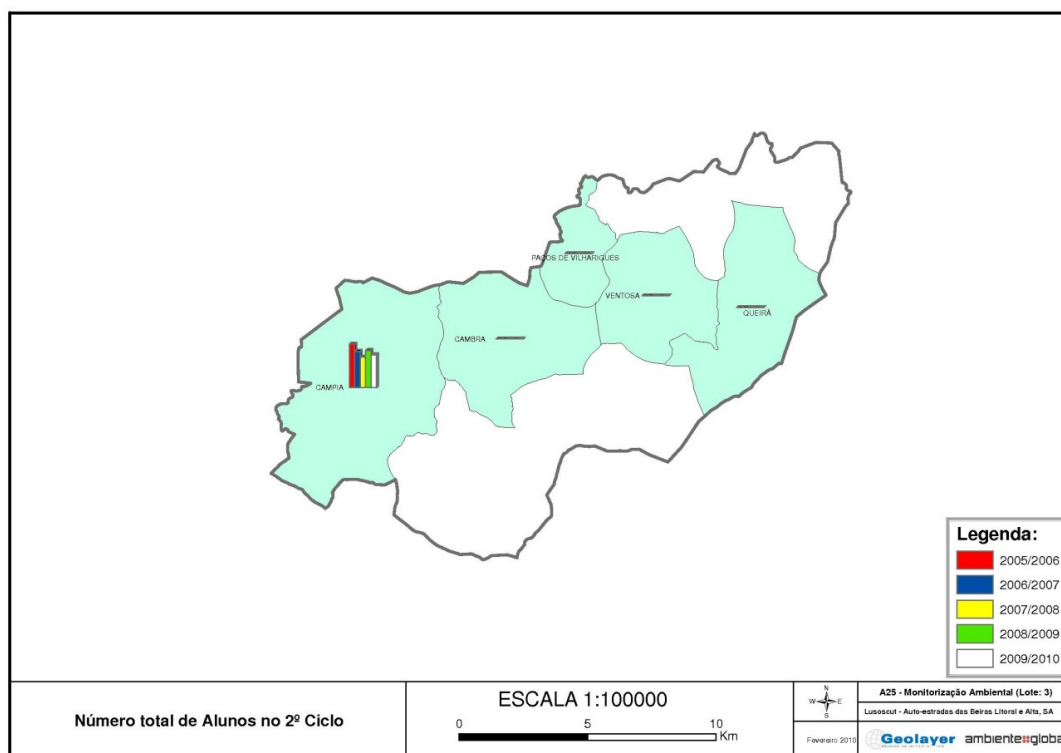 PAÇOS DE VILHARIGUES
VENTOSA
QUEIRÃ
CAMBRA
CAMPIA
Legenda:
2005/2006
2006/2007
2007/2008
2008/2009
2009/2010
Número total de Alunos no 2º Ciclo
ESCALA 1:100000
0 5 10
Km
N
W E
S
Fevereiro 2010
A25 - Monitorização Ambiental (Lote: 3)
Lusoscut - Auto-estradas das Beiras Litoral e Alta, SA
Geolayer ambiente globa